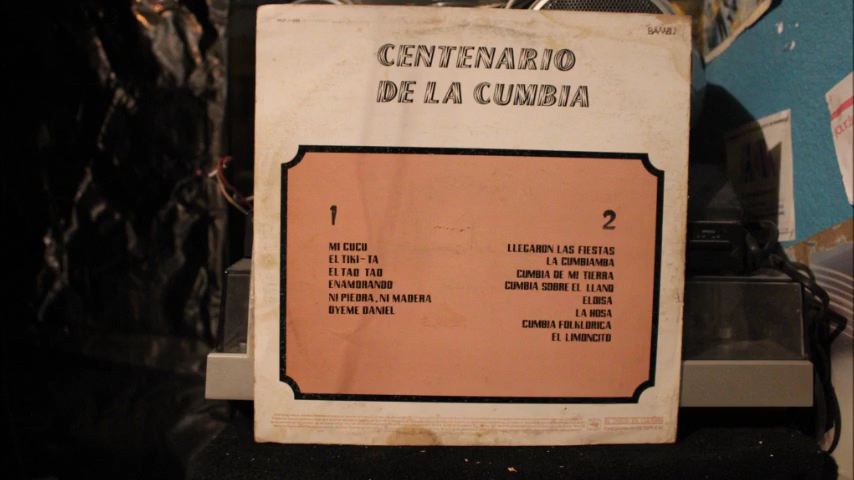 CENTENARIO
DE LA CUMBIA
1
MI CUCU
EL TIKI-TA
EL TAO TAO
ENAMORANDO
NI PIEDRA, NI MADERA
OYEME DANIEL
2
LLEGARON LAS FIESTAS
LA CUMBIAMBA
CUMBIA DE MI TIERRA
CUMBIA SOBRE EL LLANO
ELOISA
LA ROSA
CUMBIA FOLKLORICA
EL LIMONCITO